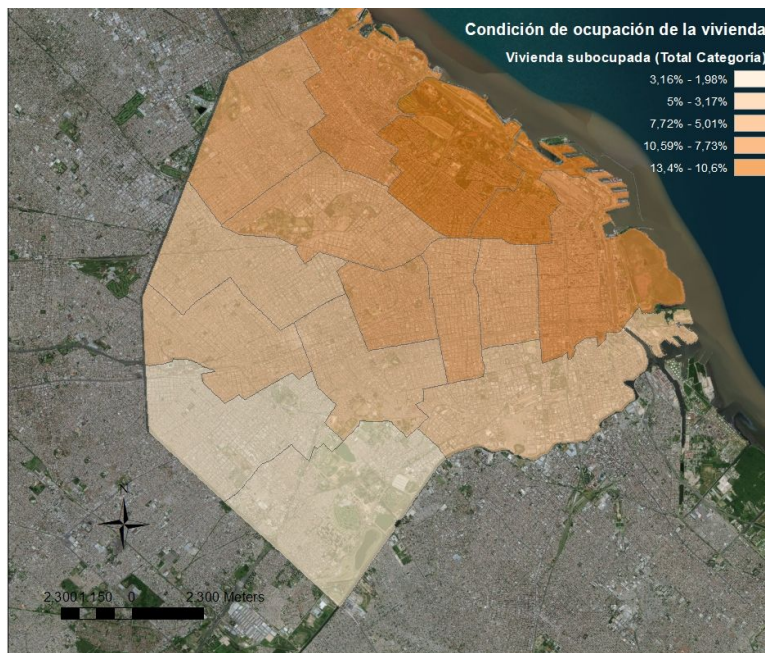 Condición de ocupación de la vivienda
Vivienda subocupada (Total Categoría)
3,16% - 1,98%
5% - 3,17%
7,72% - 5,01%
10,59% - 7,73%
13,4% - 10,6%
2,300 1,150 0 2,300 Meters